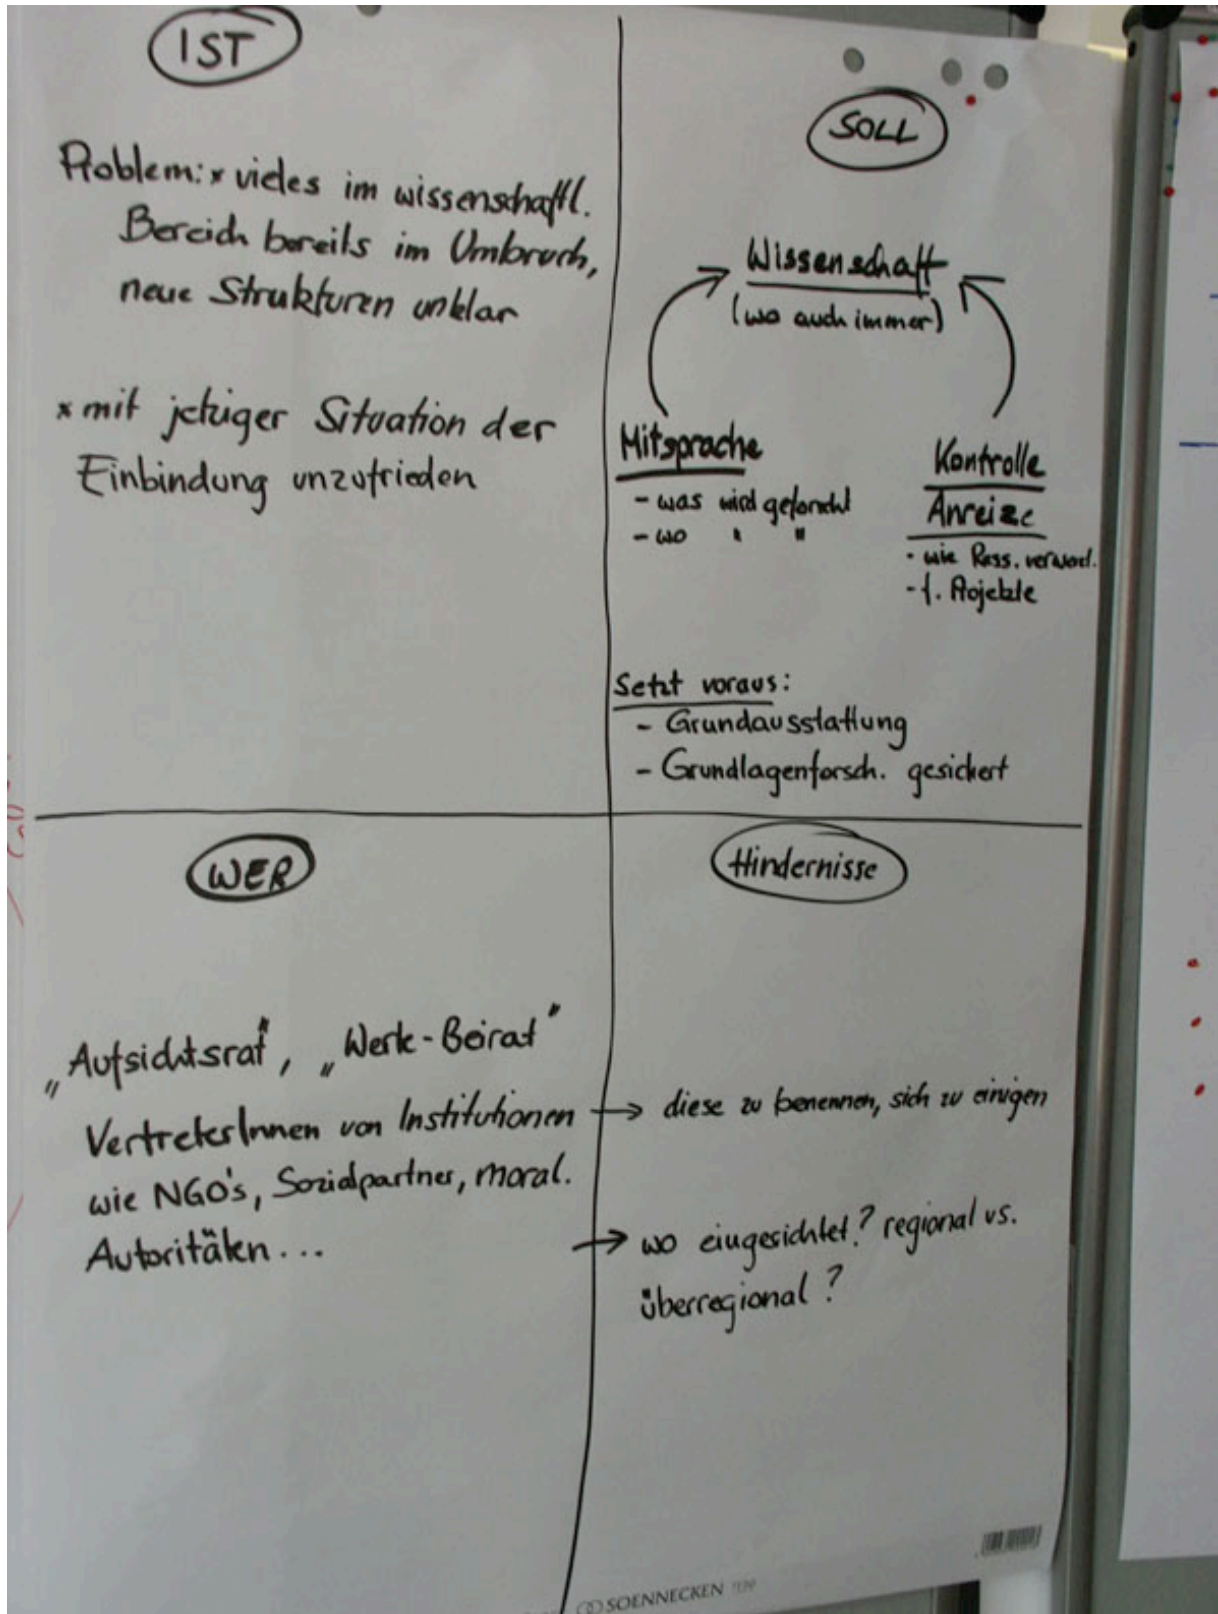 IST
Problem: x vieles im wissenschaftl.
Bereich bereits im Umbruch,
neue Strukturen unklar
x mit jetziger Situation der
Einbindung unzufrieden
SOLL
Wissenschaft
(wo auch immer)
Mitsprache
- was wird geforscht
- wo " "
Kontrolle
Anreize
- wie Ress. verwend.
- f. Projekte
Setzt voraus:
- Grundausstattung
- Grundlagenforsch. gesichert
WER
„Aufsichtsrat", „Werte-Beirat"
VertreterInnen von Institutionen
wie NGO's, Sozialpartner, moral.
Autoritäten...
Hindernisse
→ diese zu benennen, sich zu einigen
→ wo eingerichtet? regional vs.
überregional?
SOENNECKEN